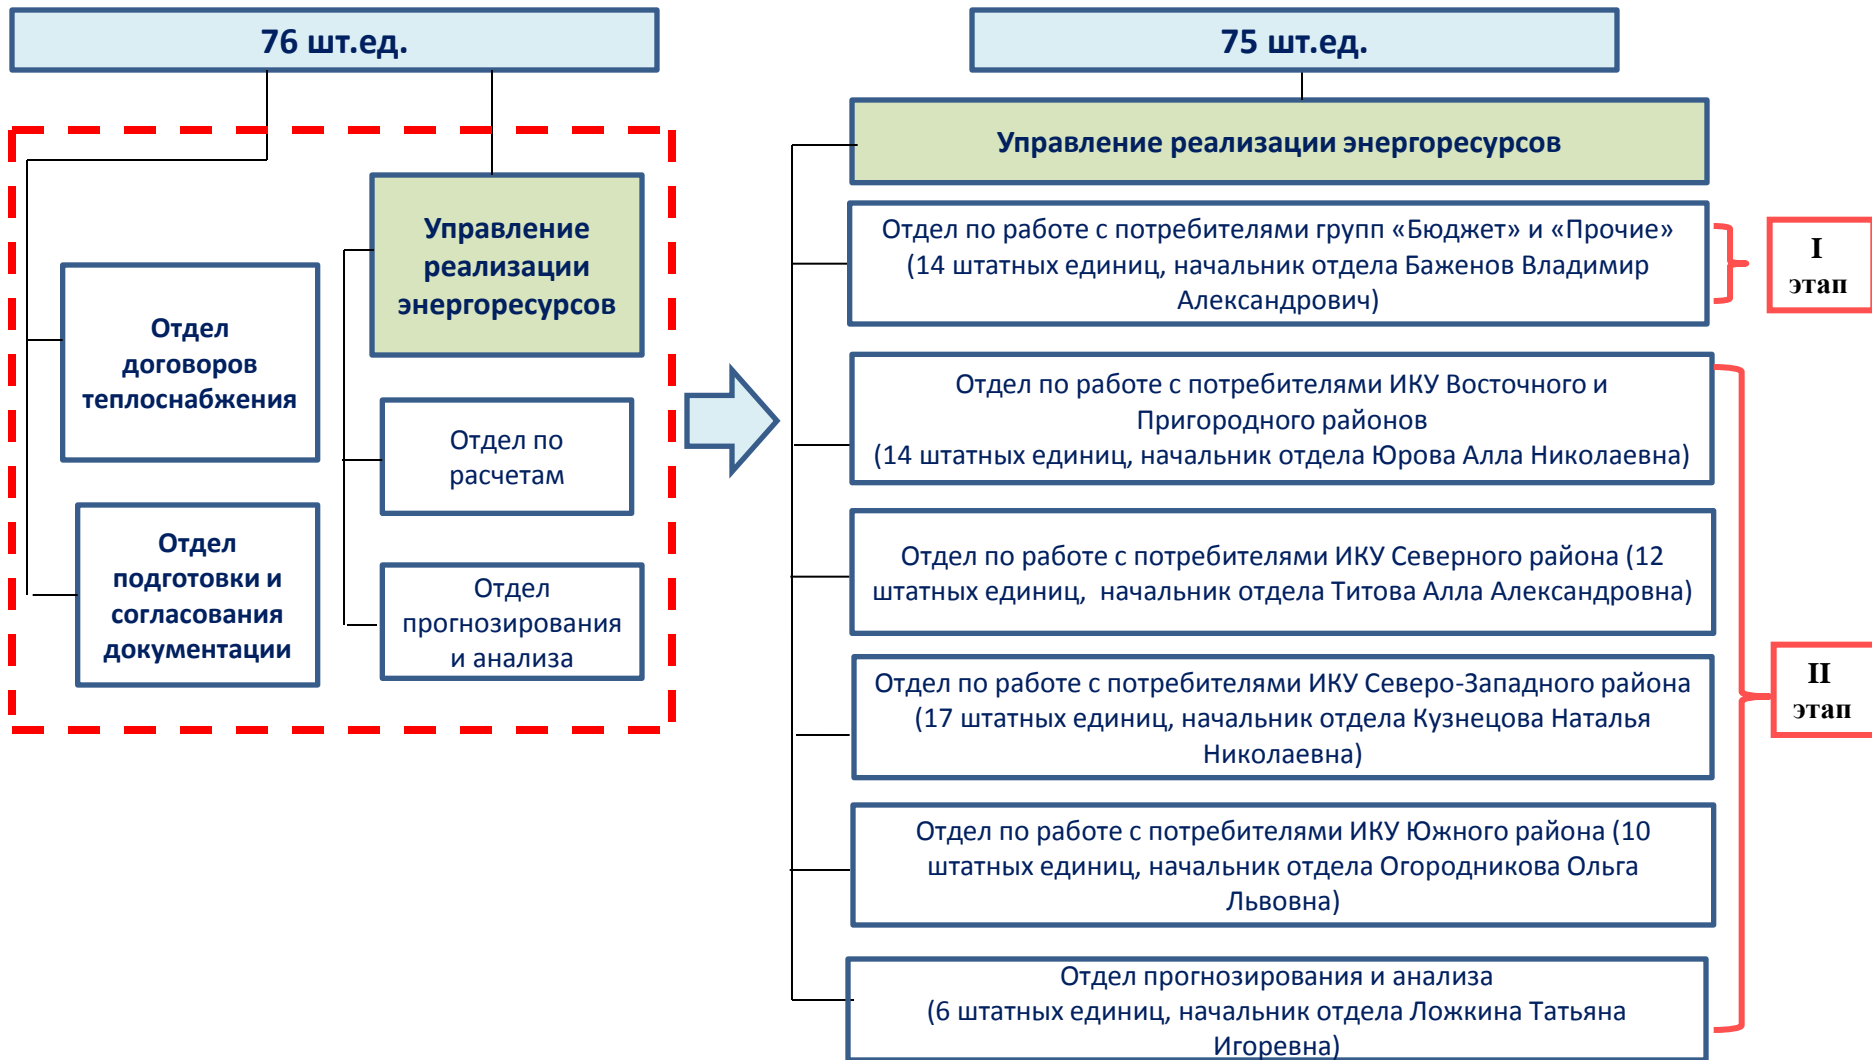 76 шт.ед.
Управление
реализации
энергоресурсов
Отдел
договоров
теплоснабжения
Отдел по
расчетам
Отдел
подготовки и
согласования
документации
Отдел
прогнозирования
и анализа
75 шт.ед.
Управление реализации энергоресурсов
Отдел по работе с потребителями групп «Бюджет» и «Прочие»
(14 штатных единиц, начальник отдела Баженов Владимир
Александрович)
I
этап
Отдел по работе с потребителями ИКУ Восточного и
Пригородного районов
(14 штатных единиц, начальник отдела Юрова Алла Николаевна)
Отдел по работе с потребителями ИКУ Северного района (12
штатных единиц,  начальник отдела Титова Алла Александровна)
Отдел по работе с потребителями ИКУ Северо-Западного района
(17 штатных единиц, начальник отдела Кузнецова Наталья
Николаевна)
II
этап
Отдел по работе с потребителями ИКУ Южного района (10
штатных единиц, начальник отдела Огородникова Ольга
Львовна)
Отдел прогнозирования и анализа
(6 штатных единиц, начальник отдела Ложкина Татьяна
Игоревна)